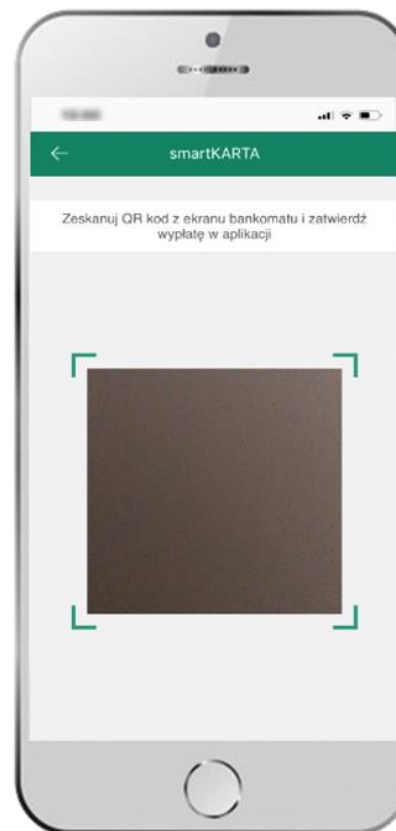 smartKARTA
Zeskanuj QR kod z ekranu bankomatu i zatwierdź
wypłatę w aplikacji